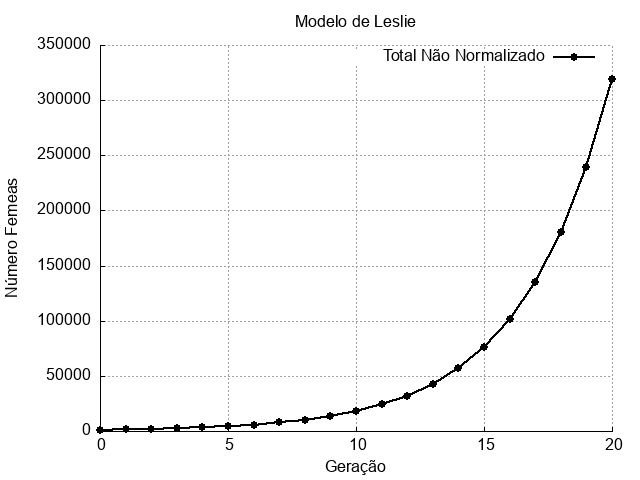 Modelo de Leslie
Total Não Normalizado
350000
300000
250000
200000
150000
100000
50000
0
Número Femeas
0 5 10 15 20
Geração